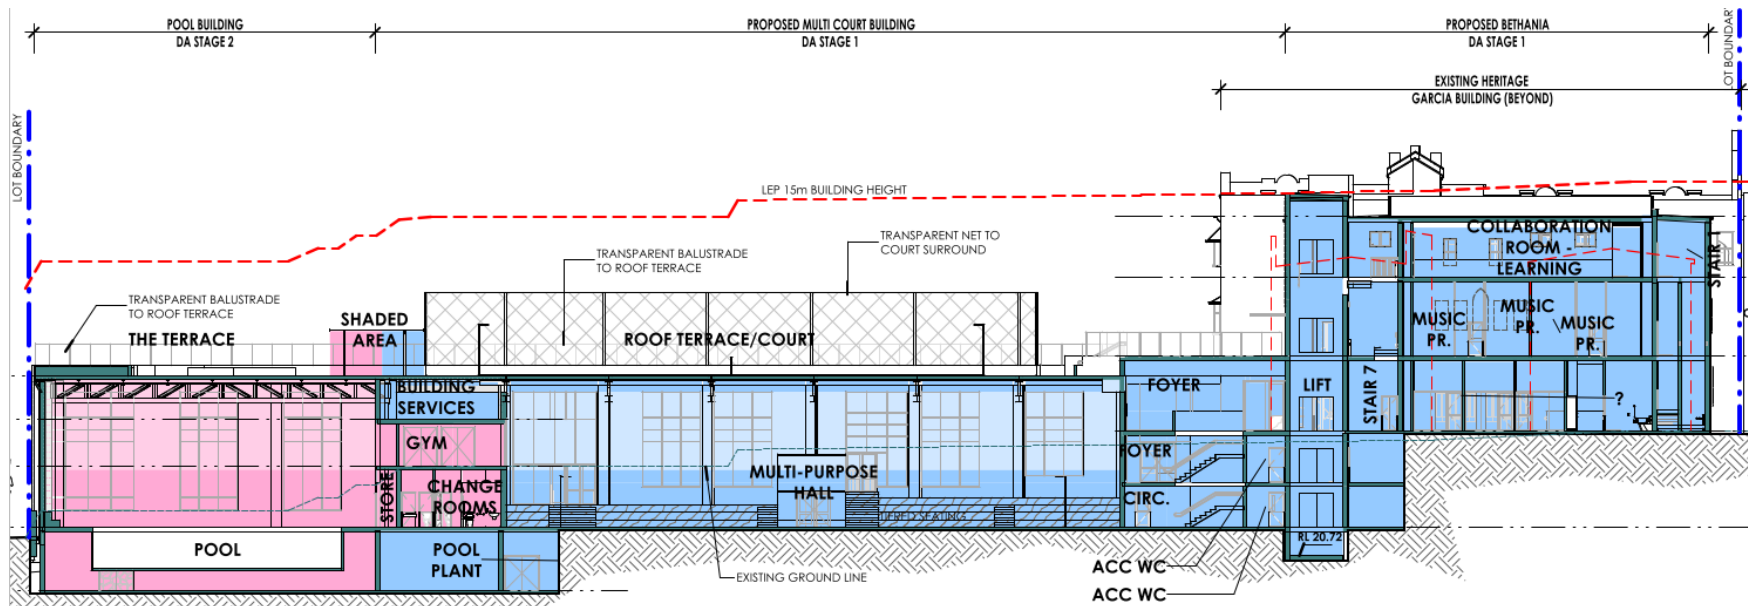 POOL BUILDING
DA STAGE 2
PROPOSED MULTI COURT BUILDING
DA STAGE 1
PROPOSED BETHANIA
DA STAGE 1
EXISTING HERITAGE
GARCIA BUILDING (BEYOND)
LOT BOUNDARY
LOT BOUNDAR
LEP 15m BUILDING HEIGHT
TRANSPARENT NET TO
COURT SURROUND
TRANSPARENT BALUSTRADE
TO ROOF TERRACE
TRANSPARENT BALUSTRADE
TO ROOF TERRACE
THE TERRACE
SHADED
AREA
ROOF TERRACE/COURT
COLLABORATION
ROOM -
LEARNING
STAIR 1
MUSIC
PR.
MUSIC
PR.
MUSIC
PR.
BUILDING
SERVICES
FOYER
LIFT
STAIR 7
?
GYM
FOYER
STORE
CHANGE
ROOMS
MULTI-PURPOSE
HALL
CIRC.
TIERED SEATING
RL 20.72
POOL
POOL
PLANT
EXISTING GROUND LINE
ACC WC
ACC WC